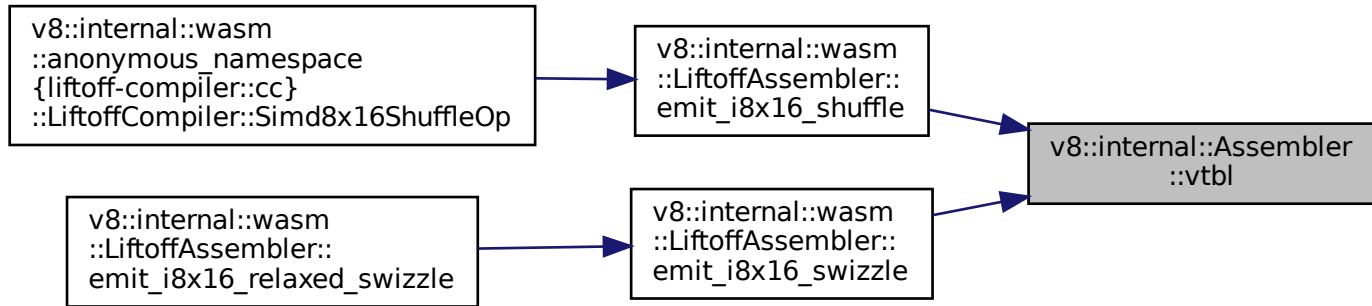 v8::internal::wasm
::anonymous_namespace
{liftoff-compiler::cc}
::LiftoffCompiler::Simd8x16ShuffleOp
v8::internal::wasm
::LiftoffAssembler::
emit_i8x16_shuffle
v8::internal::Assembler
::vtbl
v8::internal::wasm
::LiftoffAssembler::
emit_i8x16_relaxed_swizzle
v8::internal::wasm
::LiftoffAssembler::
emit_i8x16_swizzle